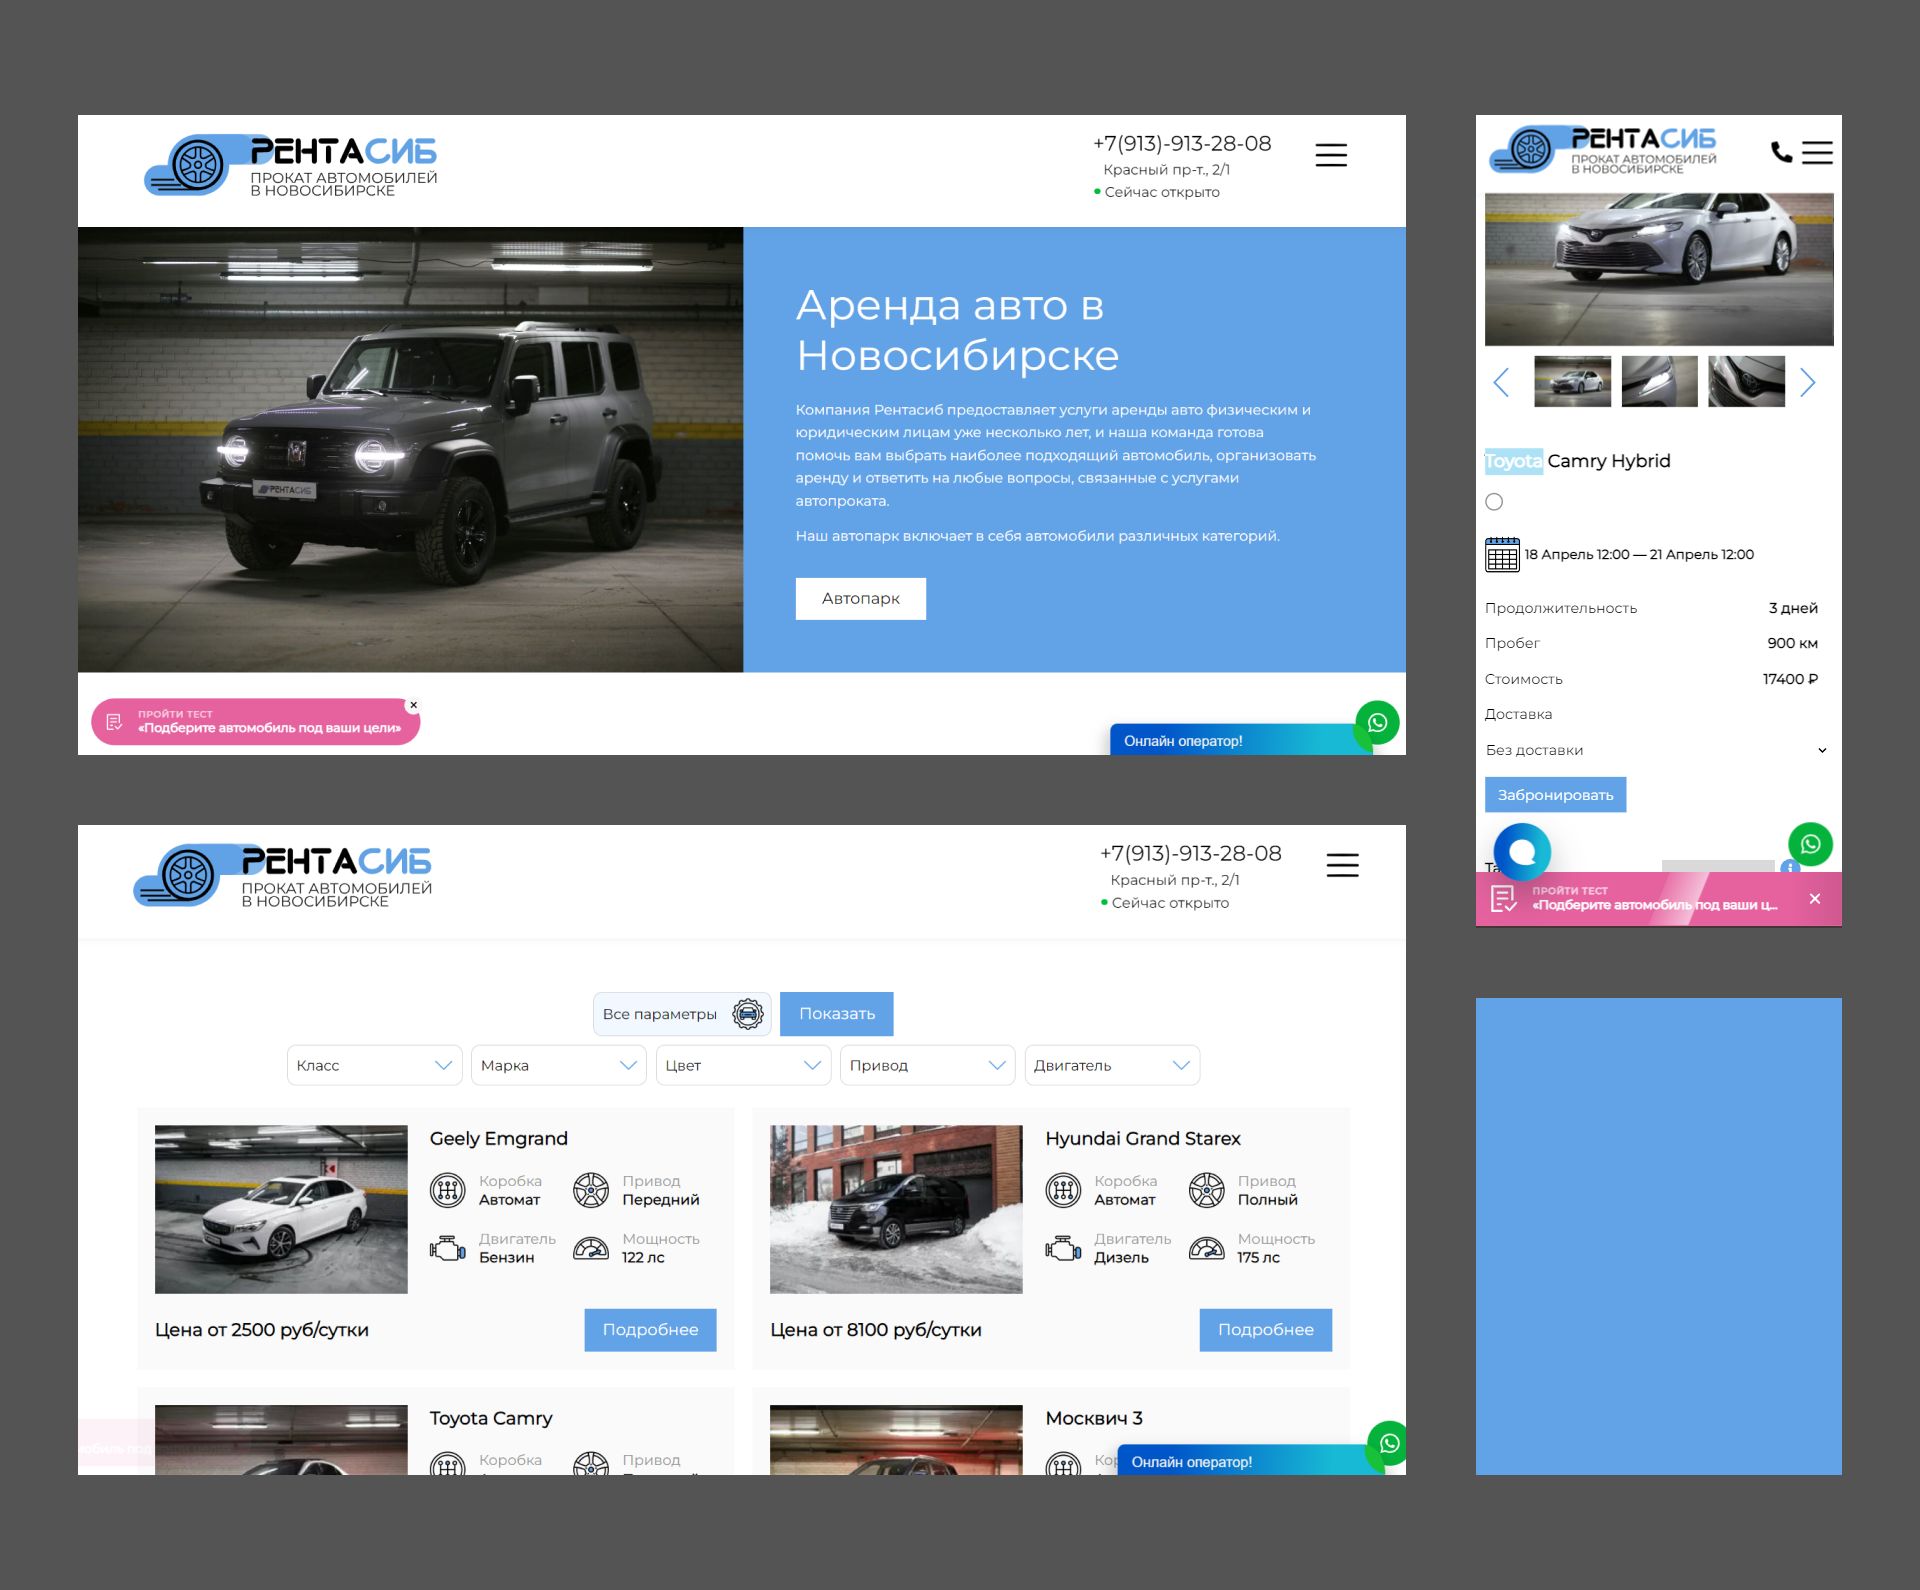 РЕНТАСИБ
ПРОКАТ АВТОМОБИЛЕЙ
В НОВОСИБИРСКЕ
+7(913)-913-28-08
Красный пр-т., 2/1
Сейчас открыто
РЕНТАСИБ
Аренда авто в
Новосибирске
Компания Рентасиб предоставляет услуги аренды авто физическим и
юридическим лицам уже несколько лет, и наша команда готова
помочь вам выбрать наиболее подходящий автомобиль, организовать
аренду и ответить на любые вопросы, связанные с услугами
автопроката.
Наш автопарк включает в себя автомобили различных категорий.
Автопарк
ПРОЙТИ ТЕСТ
«Подберите автомобиль под ваши цели»
Онлайн оператор!
РЕНТАСИБ
ПРОКАТ АВТОМОБИЛЕЙ
В НОВОСИБИРСКЕ
Toyota Camry Hybrid
18 Апрель 12:00 — 21 Апрель 12:00
Продолжительность 3 дней
Пробег 900 км
Стоимость 17400 ₽
Доставка
Без доставки
Забронировать
ПРОЙТИ ТЕСТ
«Подберите автомобиль под ваши ц...
РЕНТАСИБ
ПРОКАТ АВТОМОБИЛЕЙ
В НОВОСИБИРСКЕ
+7(913)-913-28-08
Красный пр-т., 2/1
Сейчас открыто
Все параметры Показать
Класс Марка Цвет Привод Двигатель
Geely Emgrand
Коробка Привод
Автомат Передний
Двигатель Мощность
Бензин 122 лс
Цена от 2500 руб/сутки Подробнее
Hyundai Grand Starex
Коробка Привод
Автомат Полный
Двигатель Мощность
Дизель 175 лс
Цена от 8100 руб/сутки Подробнее
Toyota Camry
Коробка Привод
Москвич 3
Онлайн оператор!